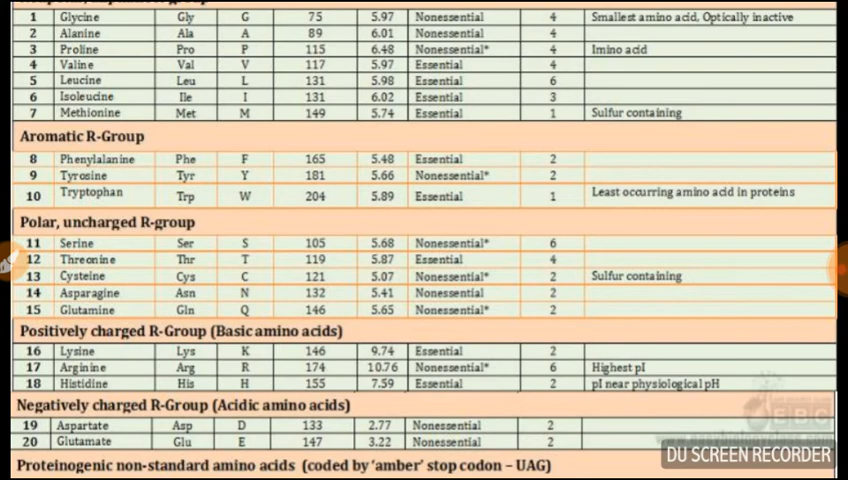 1 Glycine Gly G 75 5.97 Nonessential 4 Smallest amino acid, Optically inactive
2 Alanine Ala A 89 6.01 Nonessential 4
3 Proline Pro P 115 6.48 Nonessential* 4 Imino acid
4 Valine Val V 117 5.97 Essential 4
5 Leucine Leu L 131 5.98 Essential 6
6 Isoleucine Ile I 131 6.02 Essential 3
7 Methionine Met M 149 5.74 Essential 1 Sulfur containing
Aromatic R-Group
8 Phenylalanine Phe F 165 5.48 Essential 2
9 Tyrosine Tyr Y 181 5.66 Nonessential* 2
10 Tryptophan Trp W 204 5.89 Essential 1 Least occurring amino acid in proteins
Polar, uncharged R-group
11 Serine Ser S 105 5.68 Nonessential* 6
12 Threonine Thr T 119 5.87 Essential 4
13 Cysteine Cys C 121 5.07 Nonessential* 2 Sulfur containing
14 Asparagine Asn N 132 5.41 Nonessential 2
15 Glutamine Gln Q 146 5.65 Nonessential* 2
Positively charged R-Group (Basic amino acids)
16 Lysine Lys K 146 9.74 Essential 2
17 Arginine Arg R 174 10.76 Nonessential* 6 Highest pI
18 Histidine His H 155 7.59 Essential 2 pI near physiological pH
Negatively charged R-Group (Acidic amino acids)
19 Aspartate Asp D 133 2.77 Nonessential 2
20 Glutamate Glu E 147 3.22 Nonessential 2
EBC
Proteinogenic non-standard amino acids (coded by 'amber' stop codon – UAG)
DU SCREEN RECORDER